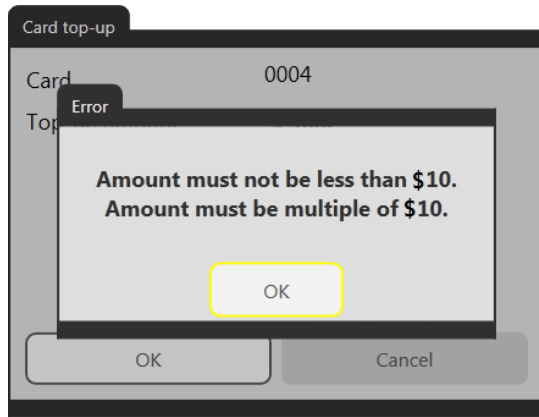 Card top-up
Card 0004
Error
Top
Amount must not be less than $10.
Amount must be multiple of $10.
OK
OK Cancel